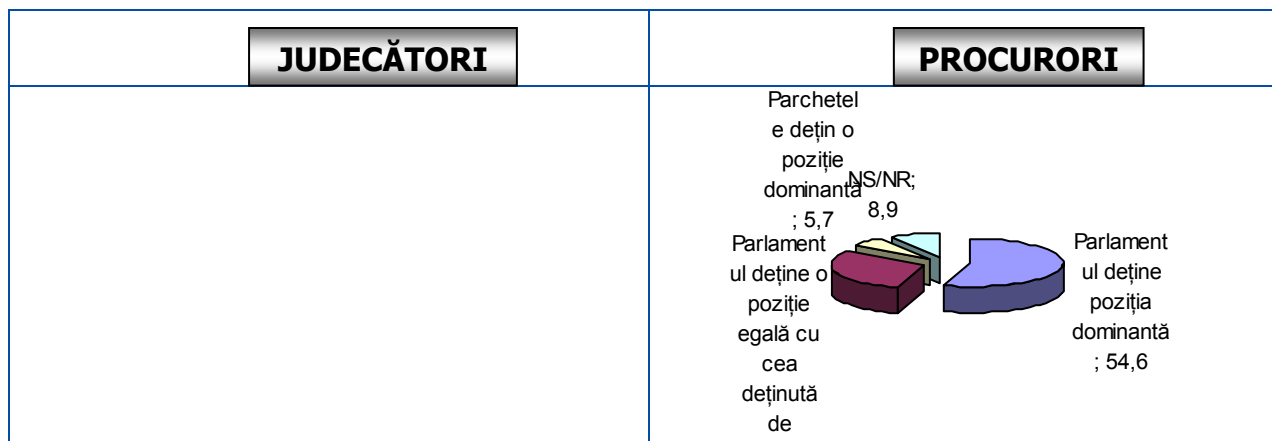 JUDECĂTORI
PROCURORI
Parchetel
e dețin o
poziție
dominantă
; 5,7
NS/NR;
8,9
Parlament
ul deține o
poziție
egală cu
cea
deținută
de
Parlament
ul deține
poziția
dominantă
; 54,6